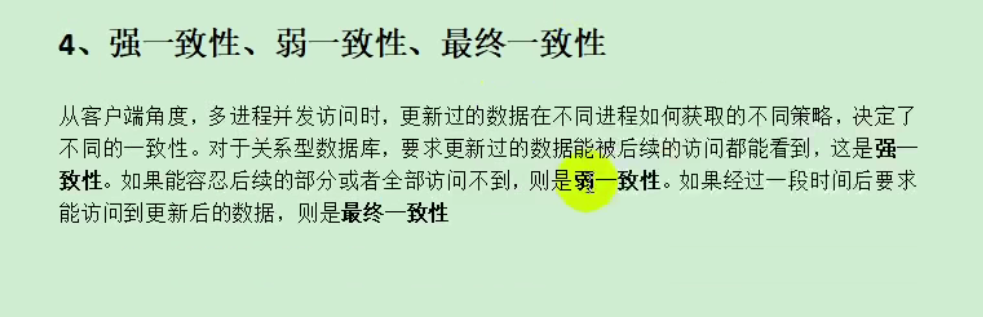 4、强一致性、弱一致性、最终一致性
从客户端角度，多进程并发访问时，更新过的数据在不同进程如何获取的不同策略，决定了
不同的一致性。对于关系型数据库，要求更新过的数据能被后续的访问都能看到，这是强一
致性。如果能容忍后续的部分或者全部访问不到，则是弱一致性。如果经过一段时间后要求
能访问到更新后的数据，则是最终一致性